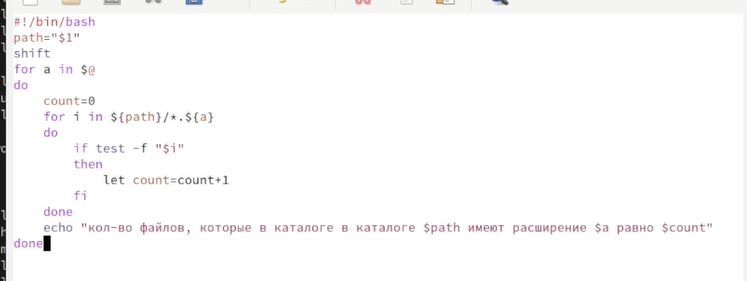 #!/bin/bash
path="$1"
shift
for a in $@
do
    count=0
    for i in ${path}/*.${a}
    do
        if test -f "$i"
        then
            let count=count+1
        fi
    done
    echo "кол-во файлов, которые в каталоге в каталоге $path имеют расширение $a равно $count"
done